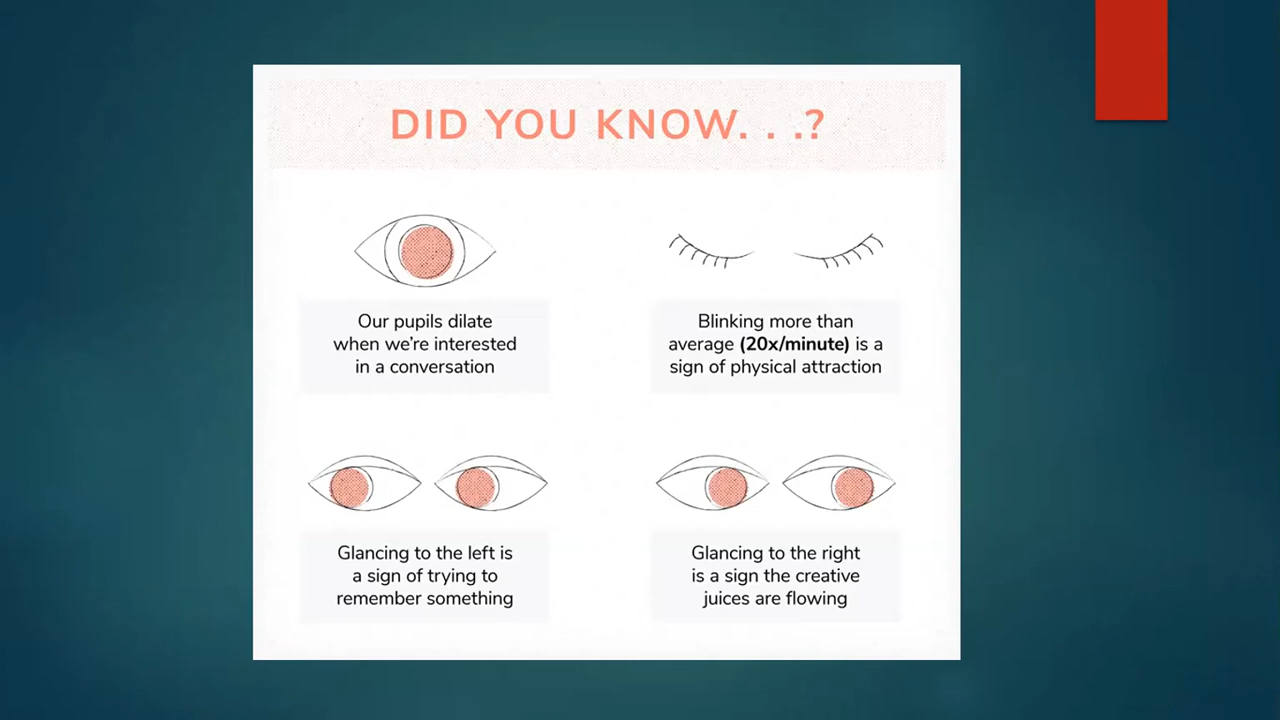 DID YOU KNOW. . .?
Our pupils dilate
when we're interested
in a conversation
Blinking more than
average (20x/minute) is a
sign of physical attraction
Glancing to the left is
a sign of trying to
remember something
Glancing to the right
is a sign the creative
juices are flowing